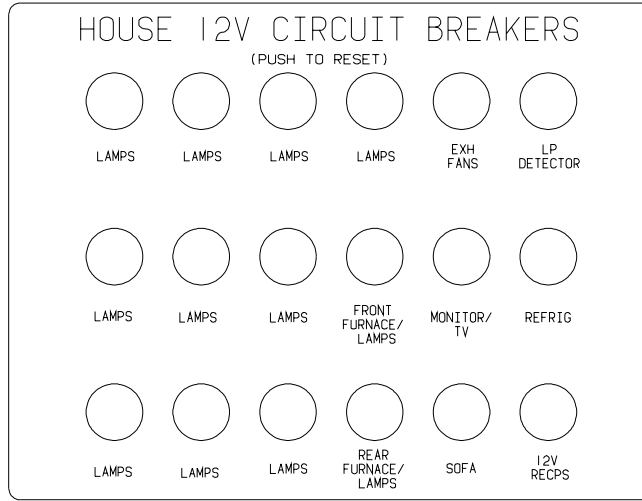 HOUSE 12V CIRCUIT BREAKERS
(PUSH TO RESET)
LAMPS LAMPS LAMPS LAMPS EXH FANS LP DETECTOR
LAMPS LAMPS LAMPS FRONT FURNACE/ LAMPS MONITOR/ TV REFRIG
LAMPS LAMPS LAMPS REAR FURNACE/ LAMPS SOFA 12V RECPS